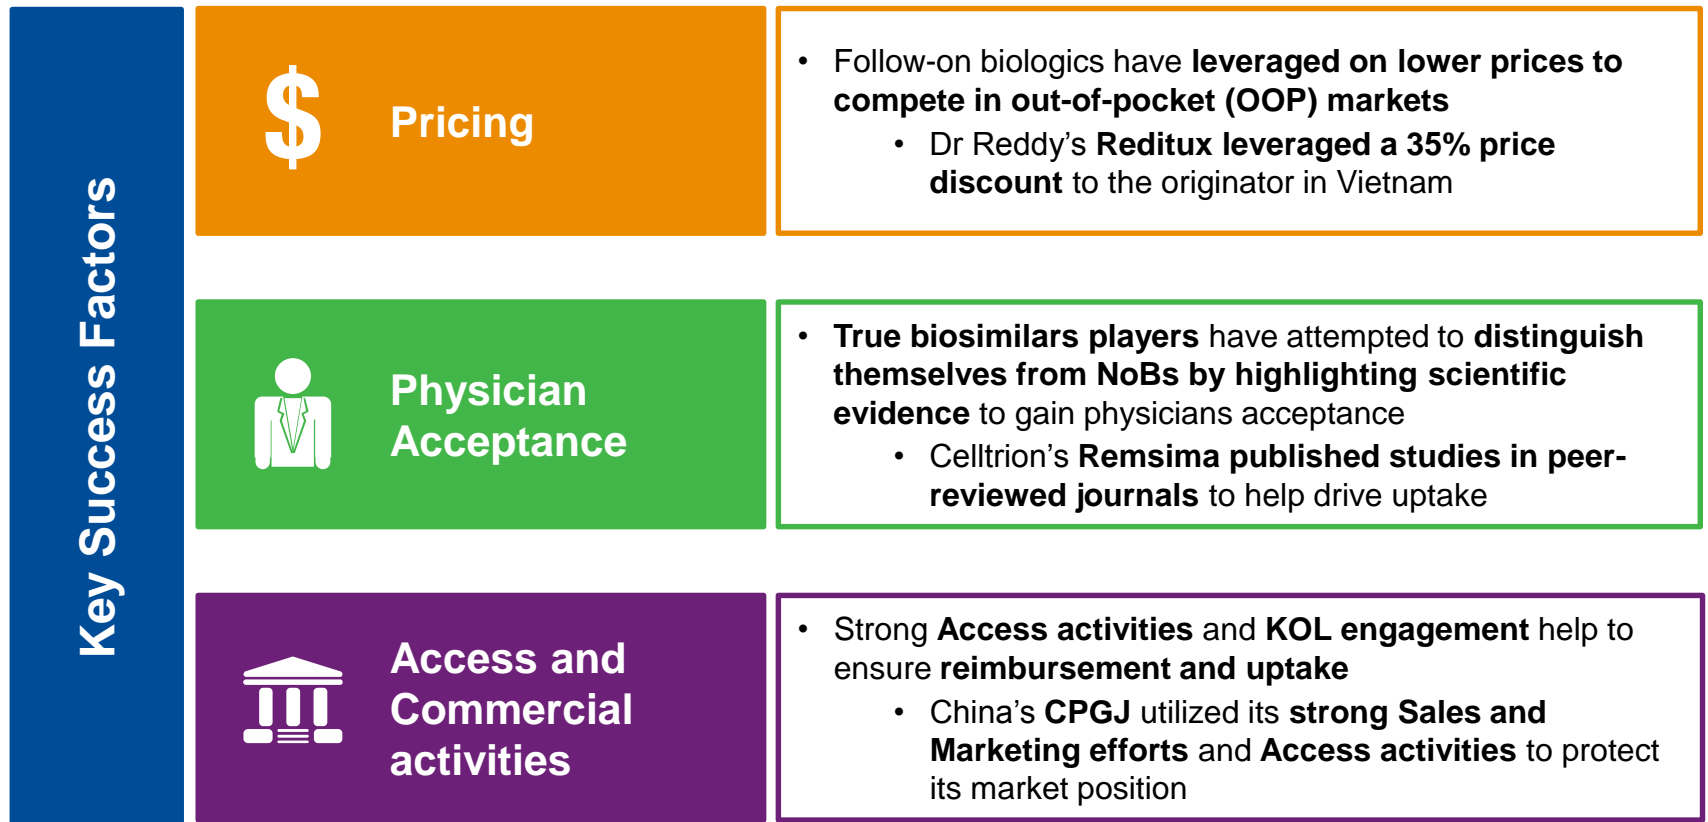 Key Success Factors
$
Pricing
• Follow-on biologics have leveraged on lower prices to
compete in out-of-pocket (OOP) markets
• Dr Reddy’s Reditux leveraged a 35% price
discount to the originator in Vietnam
Physician
Acceptance
• True biosimilars players have attempted to distinguish
themselves from NoBs by highlighting scientific
evidence to gain physicians acceptance
• Celltrion’s Remsima published studies in peer-
reviewed journals to help drive uptake
Access and
Commercial
activities
• Strong Access activities and KOL engagement help to
ensure reimbursement and uptake
• China’s CPGJ utilized its strong Sales and
Marketing efforts and Access activities to protect
its market position